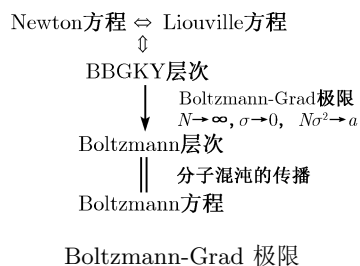 Newton方程 ⇔ Liouville方程
⇕
BBGKY层次
Boltzmann-Grad极限
N→∞, σ→0, Nσ²→a
Boltzmann层次
分子混沌的传播
Boltzmann方程
Boltzmann-Grad 极限